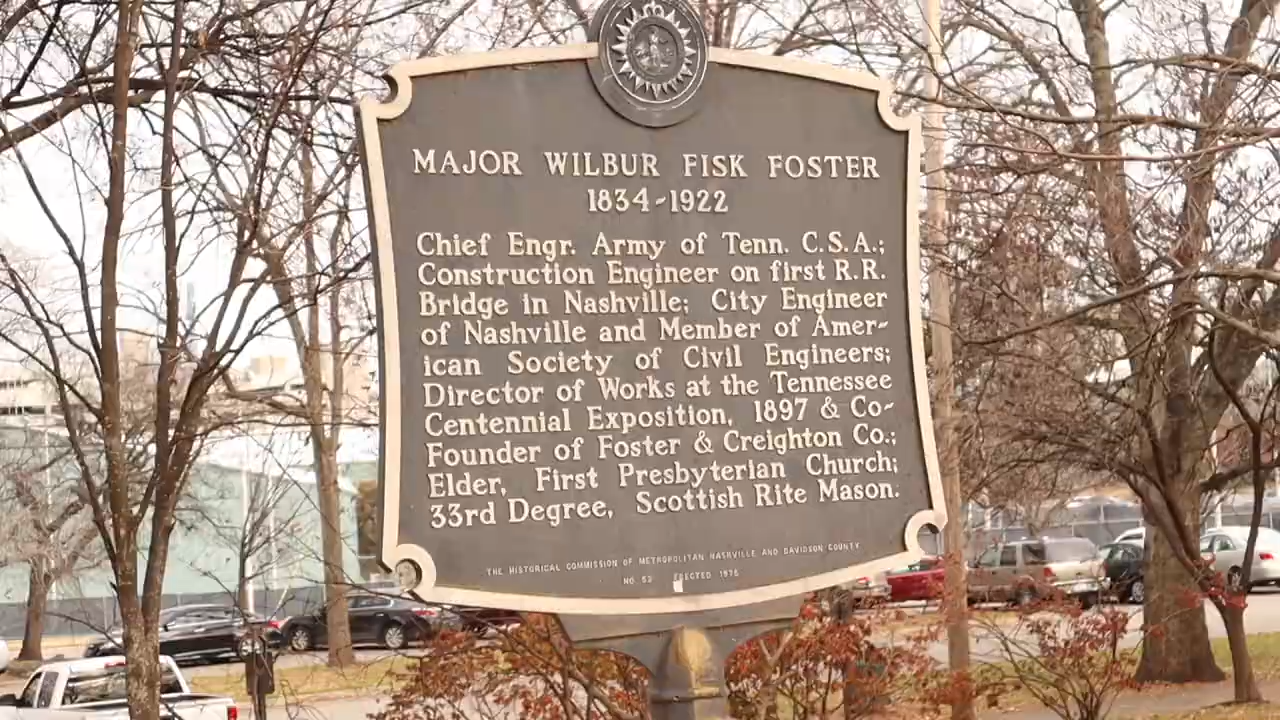 MAJOR WILBUR FISK FOSTER
1834-1922
Chief Engr. Army of Tenn. C.S.A.;
Construction Engineer on first R.R.
Bridge in Nashville; City Engineer
of Nashville and Member of Amer-
ican Society of Civil Engineers;
Director of Works at the Tennessee
Centennial Exposition, 1897 & Co-
Founder of Foster & Creighton Co.;
Elder, First Presbyterian Church;
33rd Degree, Scottish Rite Mason.
THE HISTORICAL COMMISSION OF METROPOLITAN NASHVILLE AND DAVIDSON COUNTY
NO. 52 ERECTED 1975